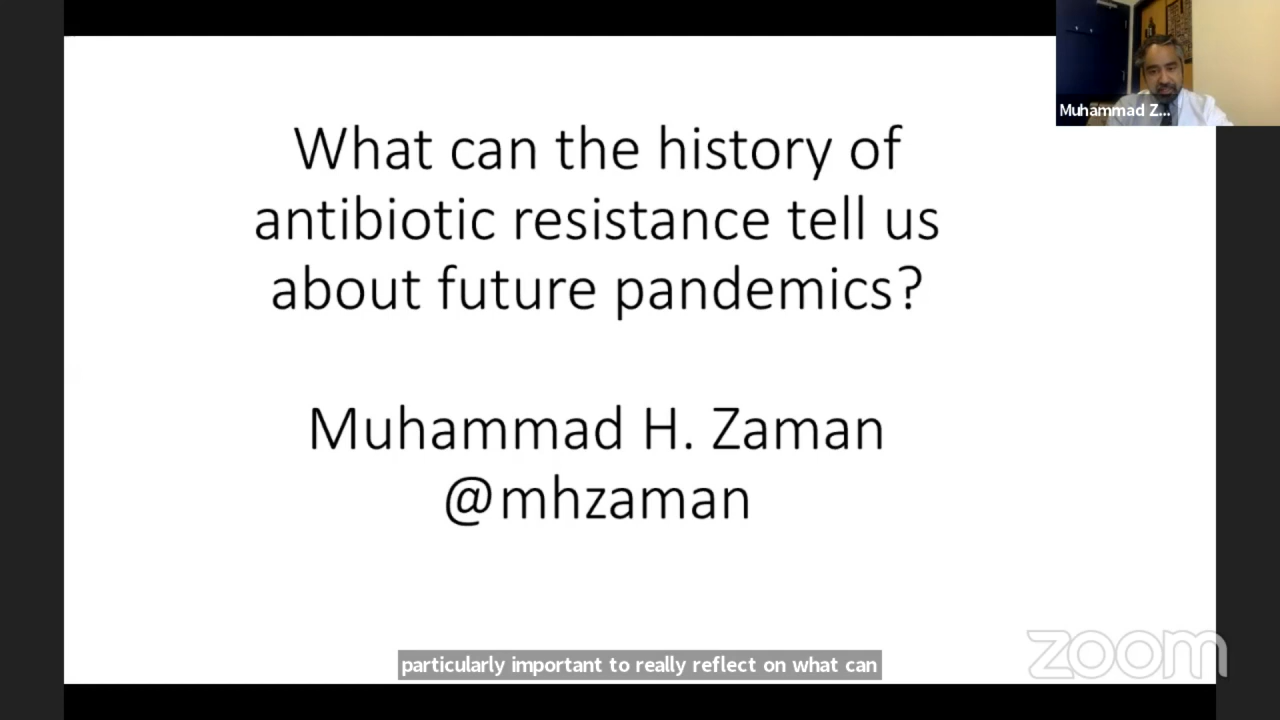 Muhammad Z...
What can the history of
antibiotic resistance tell us
about future pandemics?
Muhammad H. Zaman
@mhzaman
particularly important to really reflect on what can
zoom